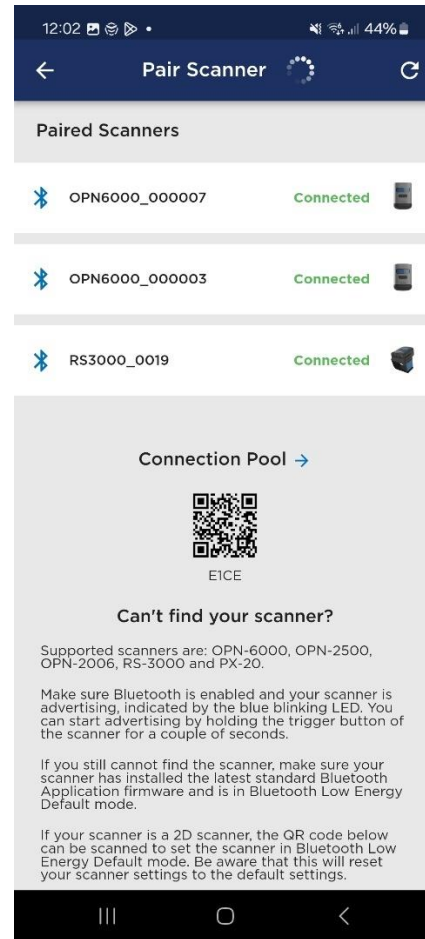 12:02 44%
Pair Scanner
Paired Scanners
OPN6000_000007 Connected
OPN6000_000003 Connected
RS3000_0019 Connected
Connection Pool →
E1CE
Can't find your scanner?
Supported scanners are: OPN-6000, OPN-2500,
OPN-2006, RS-3000 and PX-20.
Make sure Bluetooth is enabled and your scanner is
advertising, indicated by the blue blinking LED. You
can start advertising by holding the trigger button of
the scanner for a couple of seconds.
If you still cannot find the scanner, make sure your
scanner has installed the latest standard Bluetooth
Application firmware and is in Bluetooth Low Energy
Default mode.
If your scanner is a 2D scanner, the QR code below
can be scanned to set the scanner in Bluetooth Low
Energy Default mode. Be aware that this will reset
your scanner settings to the default settings.